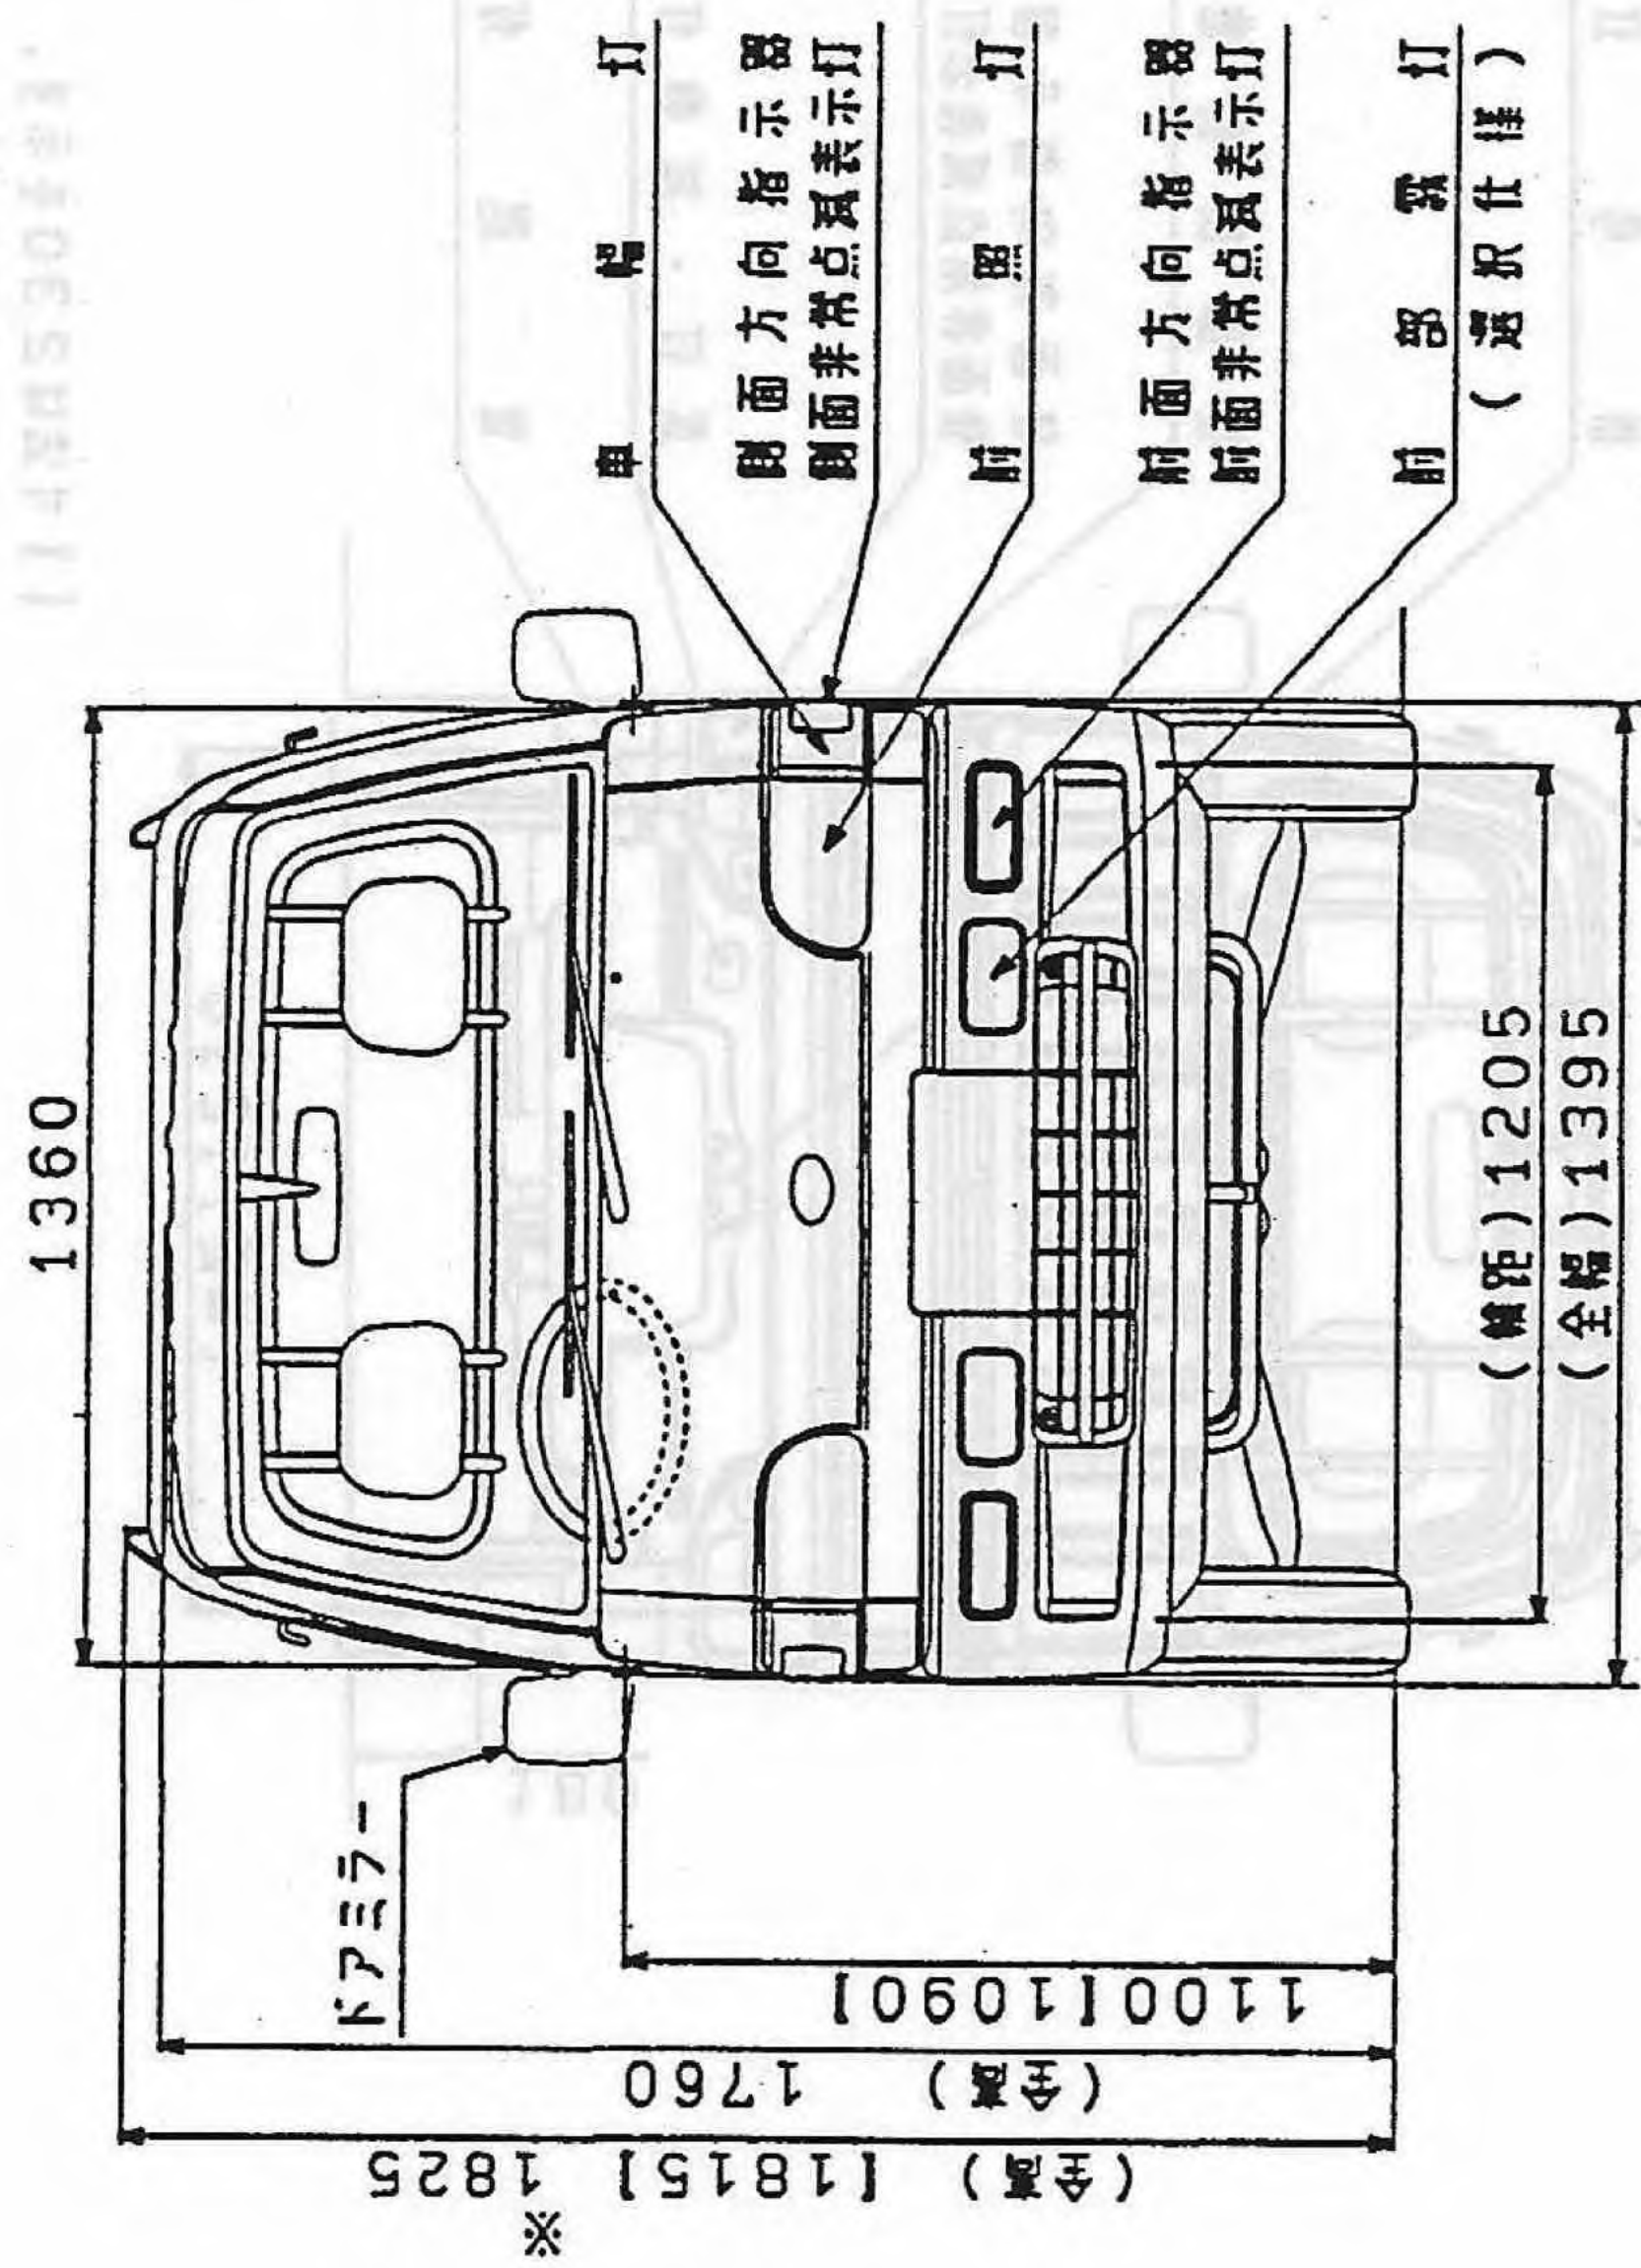 1360
車幅灯
側面方向指示器
側面非常点滅表示灯
前照灯
前面方向指示器
前面非常点滅表示灯
前部霧灯
(選択仕様)
ドアミラー
1100【1090】
(全高) 1760
(全高) 【1815】 1825
※
(輪距)1205
(全幅)1395